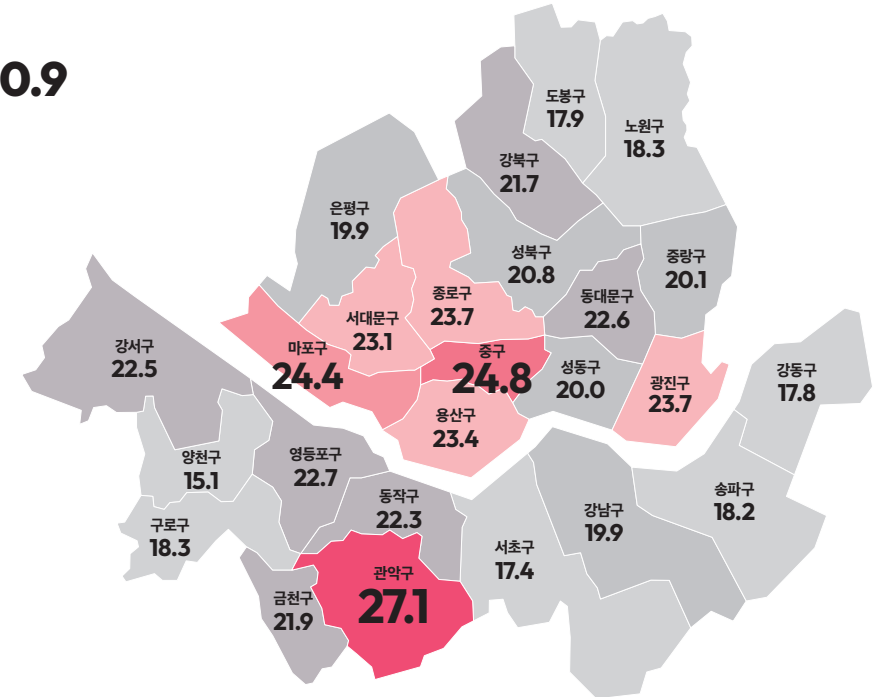 0.9
도봉구
17.9
노원구
18.3
강북구
21.7
은평구
19.9
성북구
20.8
중랑구
20.1
종로구
23.7
동대문구
22.6
서대문구
23.1
강서구
22.5
마포구
24.4
중구
24.8
성동구
20.0
광진구
23.7
강동구
17.8
용산구
23.4
양천구
15.1
영등포구
22.7
동작구
22.3
송파구
18.2
강남구
19.9
구로구
18.3
서초구
17.4
관악구
27.1
금천구
21.9